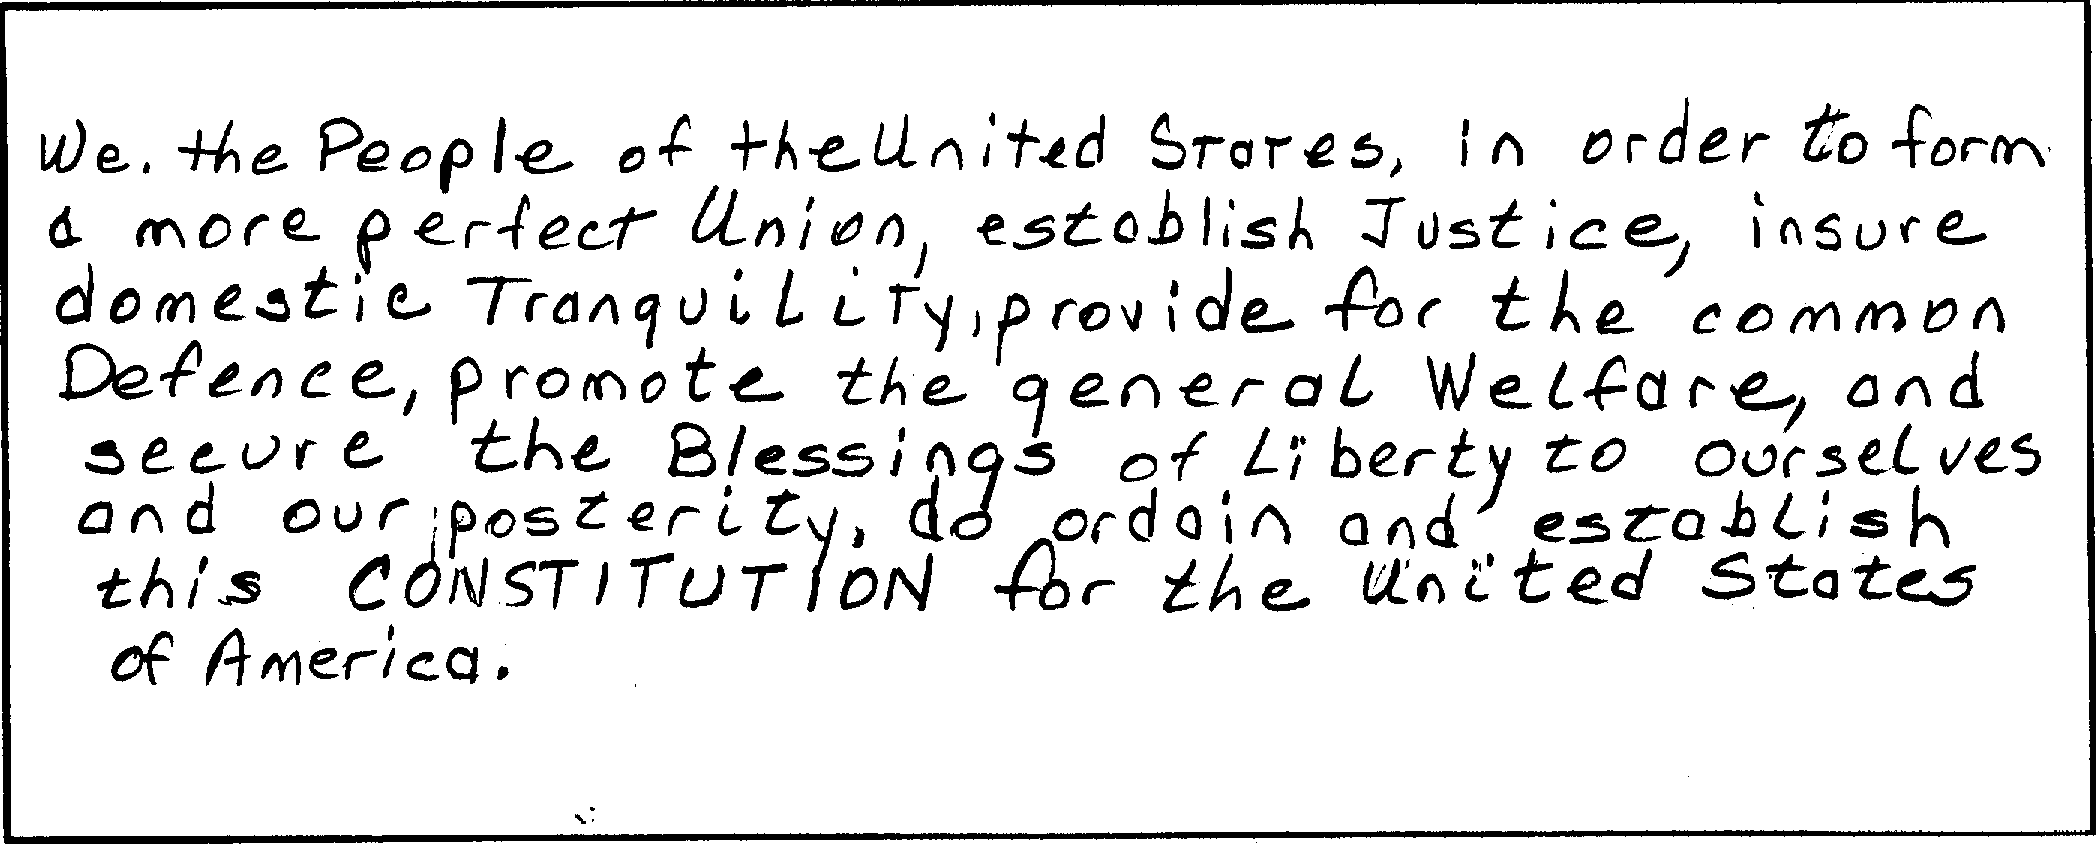 We, the People of the United States, in order to form
a more perfect Union, establish Justice, insure
domestic Tranquility, provide for the common
Defence, promote the general Welfare, and
secure the Blessings of Liberty to ourselves
and our posterity, do ordain and establish
this CONSTITUTION for the United States
of America.